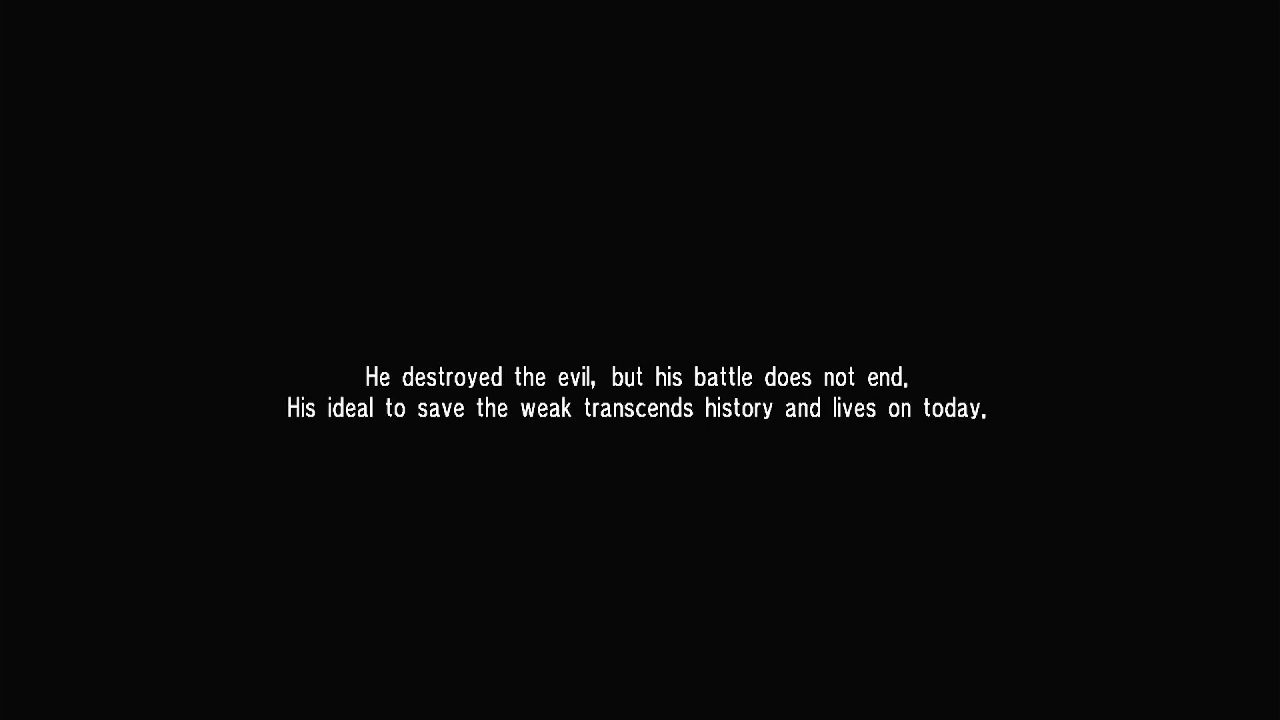 He destroyed the evil, but his battle does not end.
His ideal to save the weak transcends history and lives on today.